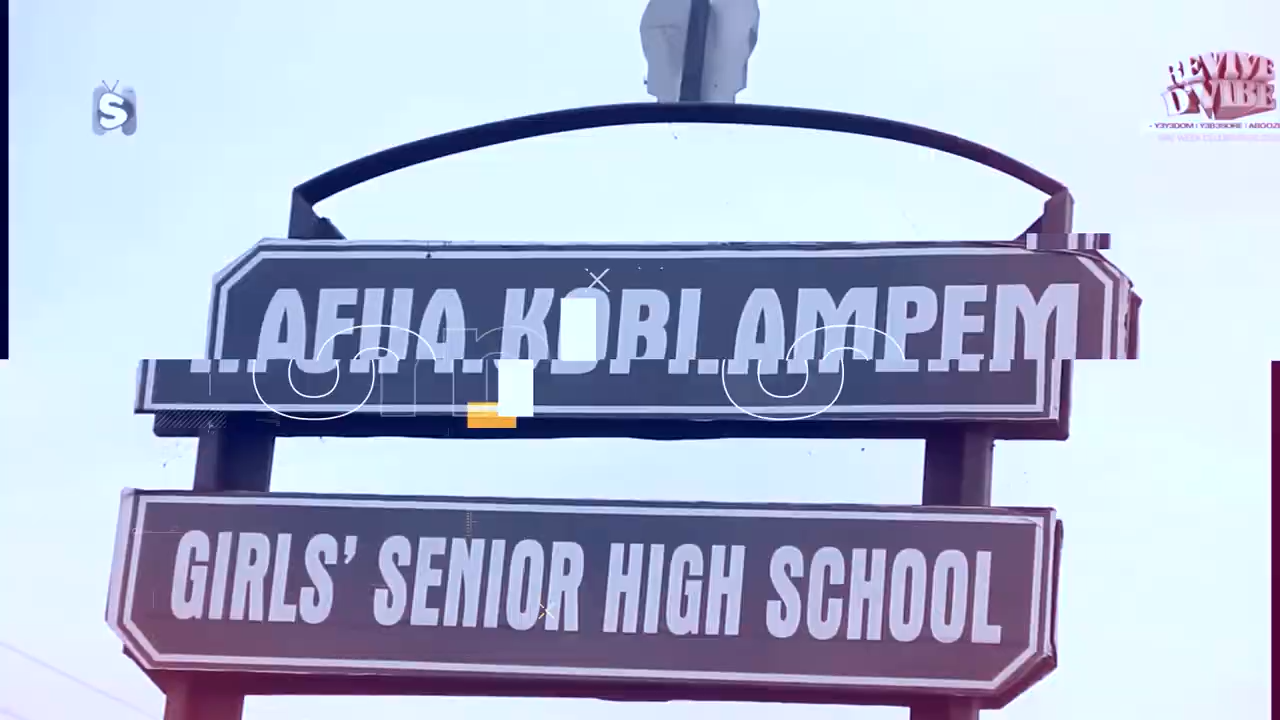 S
REVIVE
D'VIBE
AFUA KOBI AMPEM
GIRLS' SENIOR HIGH SCHOOL